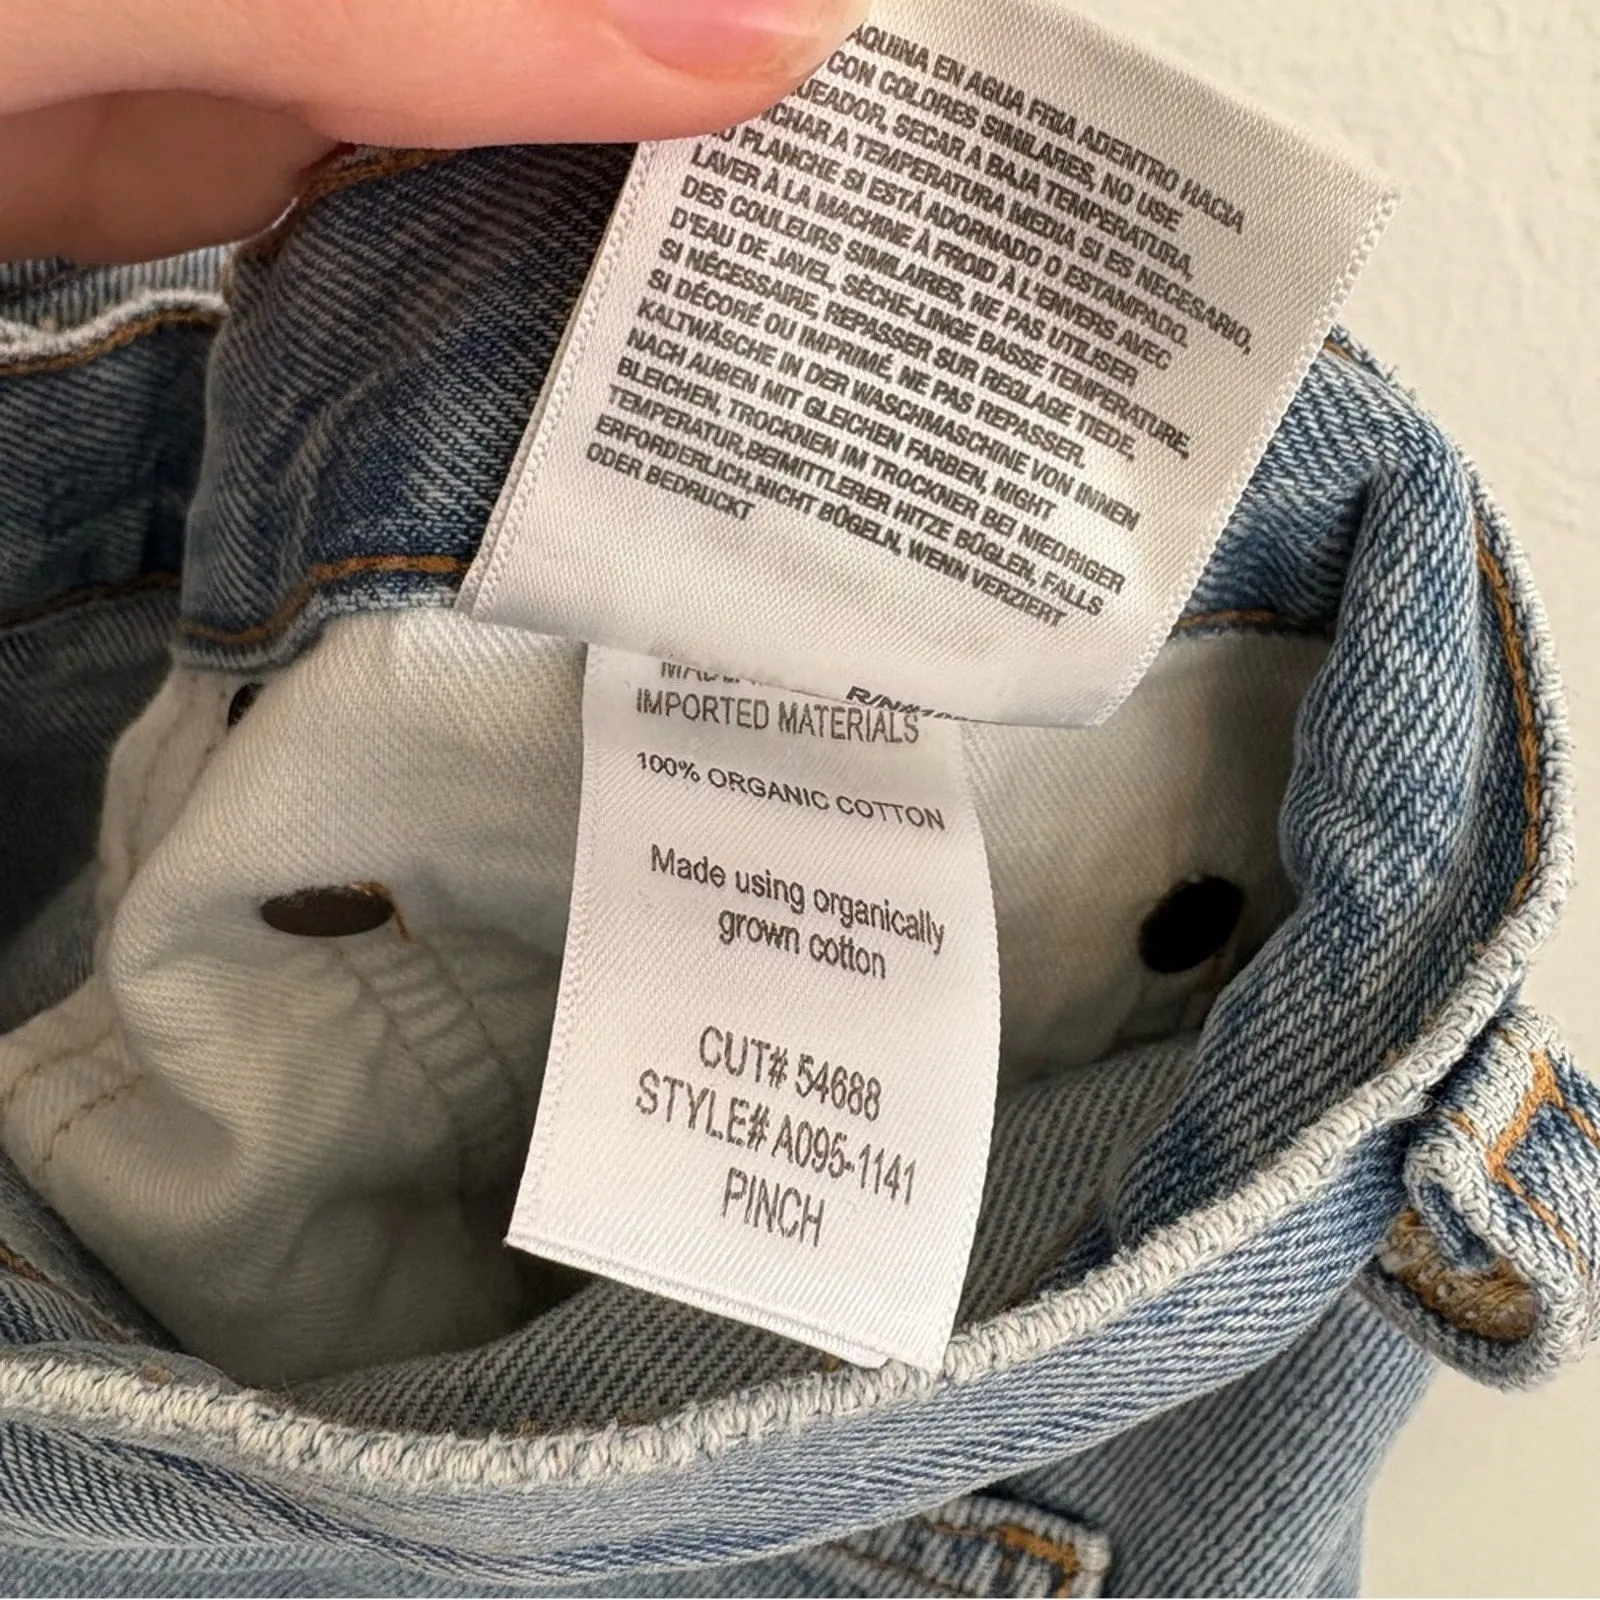 AQUINA EN AGUA FRIA ADENTRO HACIA
CON COLORES SIMILARES, NO USE
UEADOR, SECAR A BAJA TEMPERATURA,
NCHAR A TEMPERATURA MEDIA SI ES NECESARIO,
NO PLANCHE SI ESTÁ ADORNADO O ESTAMPADO.
LAVER À LA MACHINE À FROID À L'ENVERS AVEC
DES COULEURS SIMILAIRES, NE PAS UTILISER
D'EAU DE JAVEL, SÈCHE-LINGE BASSE TEMPERATURE,
SI NÉCESSAIRE, REPASSER SUR REGLAGE TIEDE,
SI DÉCORÉ OU IMPRIMÉ, NE PAS REPASSER.
KALTWÄSCHE IN DER WASCHMASCHINE VON INNEN
NACH AUßEN MIT GLEICHEN FARBEN, NIGHT
BLEICHEN, TROCKNEN IM TROCKNER BEI NIEDRIGER
TEMPERATUR,BEIMITTLERER HITZE BÜGLEN, FALLS
ERFORDERLICH.NICHT BÜGELN, WENN VERZIERT
ODER BEDRUCKT
R/N#
IMPORTED MATERIALS
100% ORGANIC COTTON
Made using organically
grown cotton
CUT# 54688
STYLE# A095-1141
PINCH